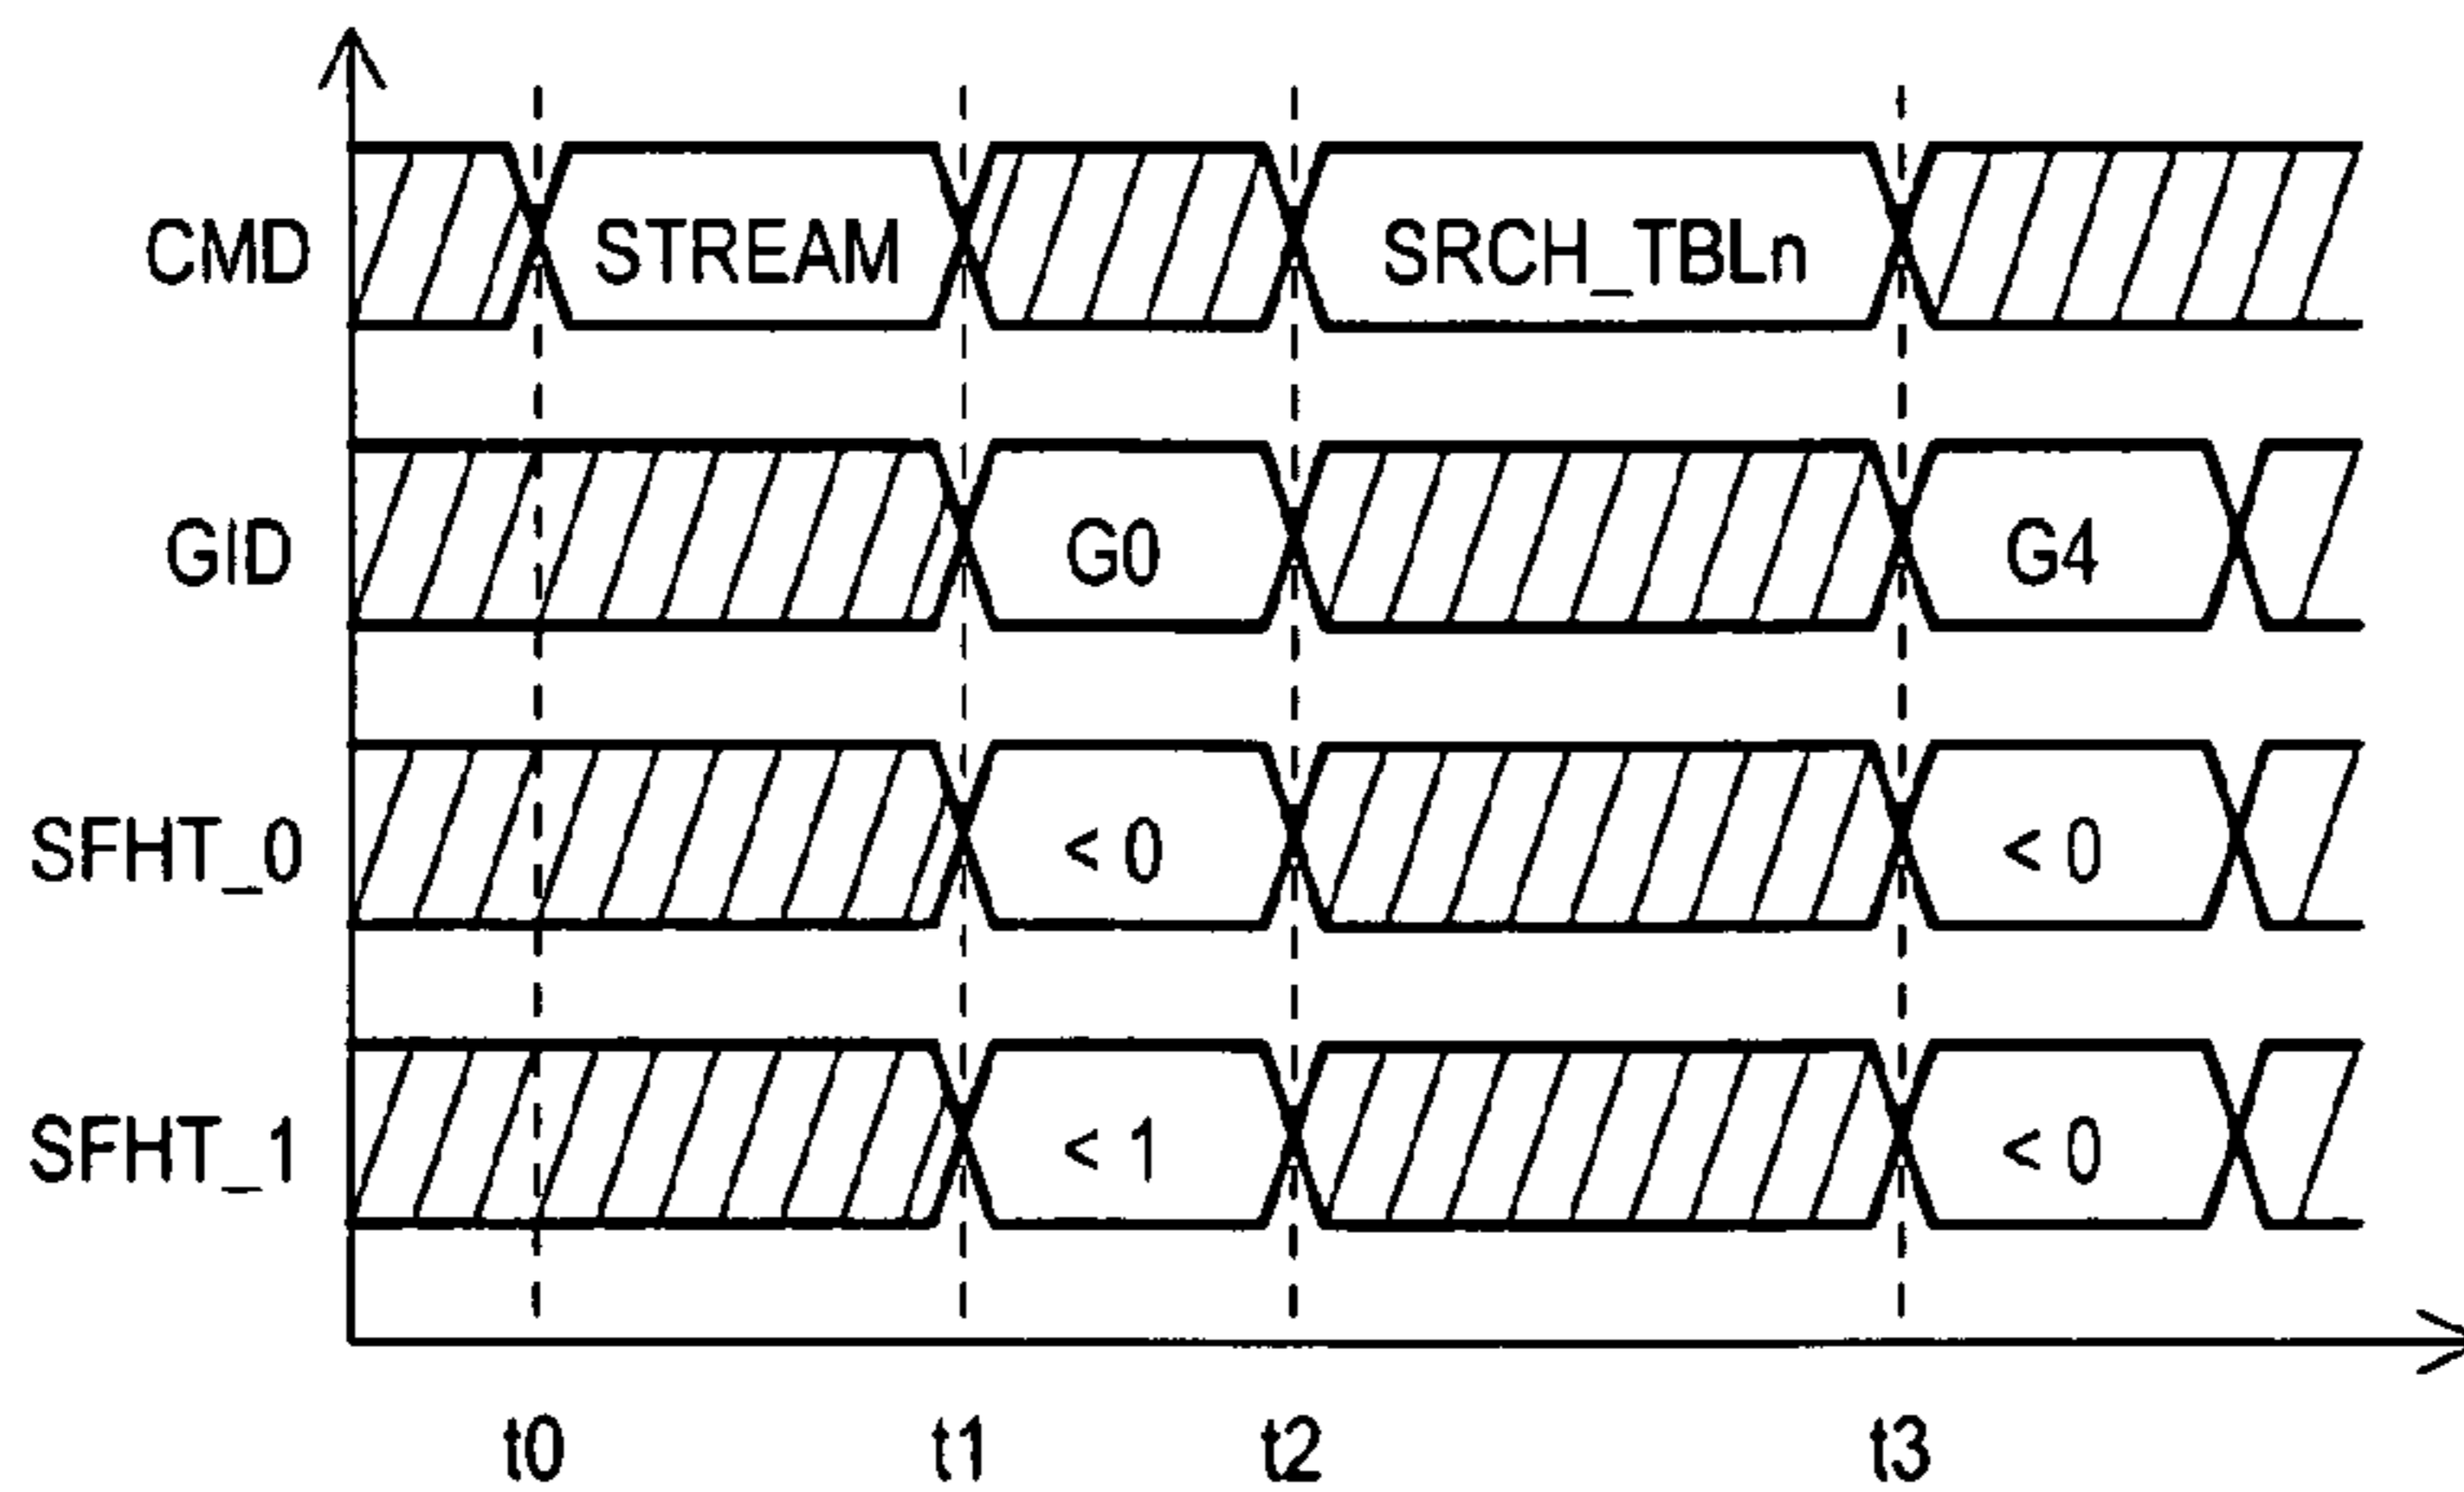 CMD STREAM SRCH_TBLn
GID G0 G4
SFHT_0 < 0 < 0
SFHT_1 < 1 < 0
t0 t1 t2 t3